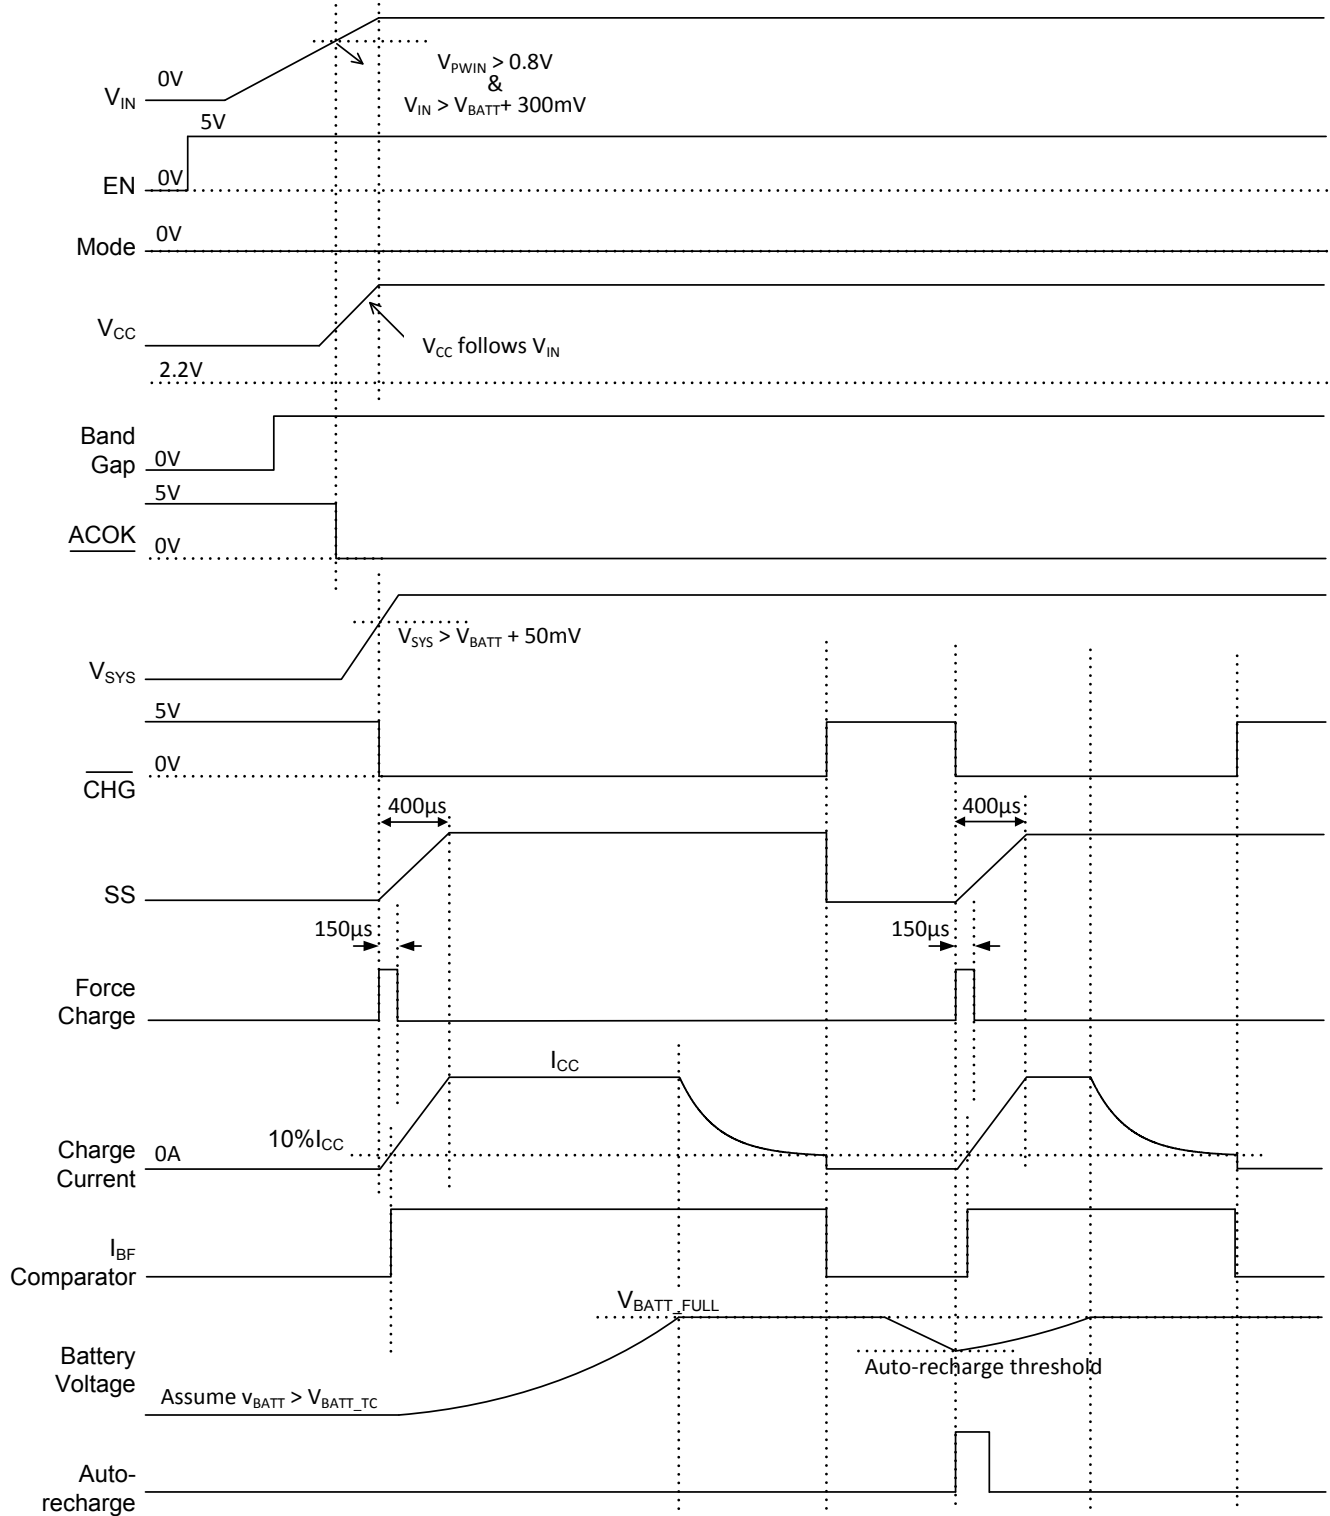 V_PWIN > 0.8V
&
V_IN > V_BATT+ 300mV
0V
V_IN
5V
0V
EN
0V
Mode
V_CC
V_CC follows V_IN
2.2V
Band
Gap
0V
5V
ACOK
0V
V_SYS > V_BATT + 50mV
V_SYS
5V
0V
CHG
400μs
400μs
SS
150μs
150μs
Force
Charge
I_CC
10%I_CC
Charge
Current
0A
I_BF
Comparator
V_BATT_FULL
Battery
Voltage
Auto-recharge threshold
Assume v_BATT > V_BATT_TC
Auto-
recharge